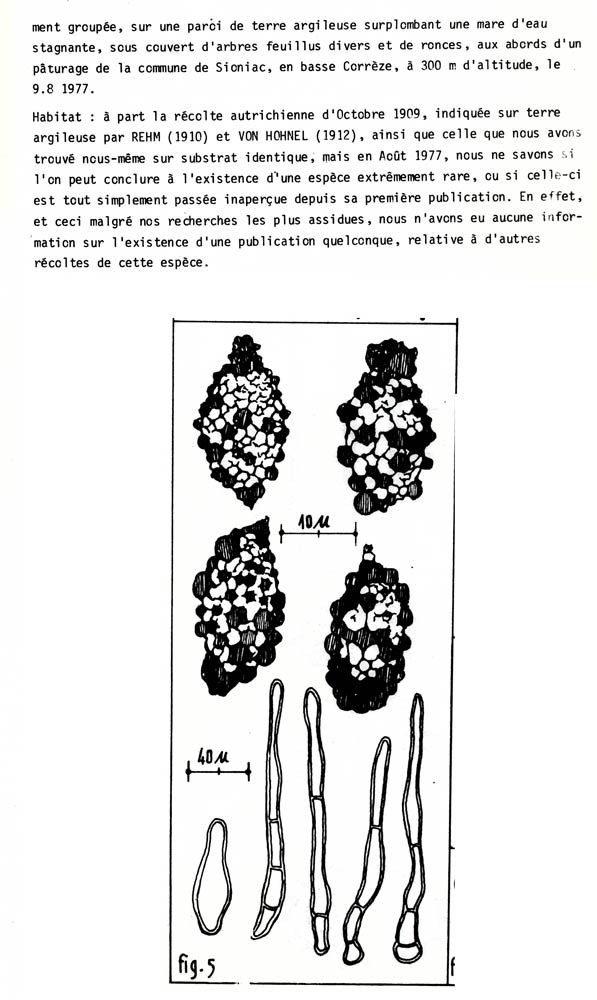 ment groupée, sur une paroi de terre argileuse surplombant une mare d'eau
stagnante, sous couvert d'arbres feuillus divers et de ronces, aux abords d'un
pâturage de la commune de Sioniac, en basse Corrèze, à 300 m d'altitude, le
9.8 1977.
Habitat : à part la récolte autrichienne d'Octobre 1909, indiquée sur terre
argileuse par REHM (1910) et VON HOHNEL (1912), ainsi que celle que nous avons
trouvé nous-même sur substrat identique, mais en Août 1977, nous ne savons si
l'on peut conclure à l'existence d'une espèce extrêmement rare, ou si celle-ci
est tout simplement passée inaperçue depuis sa première publication. En effet,
et ceci malgré nos recherches les plus assidues, nous n'avons eu aucune infor-
mation sur l'existence d'une publication quelconque, relative à d'autres
récoltes de cette espèce.
10 µ
40 µ
fig. 5